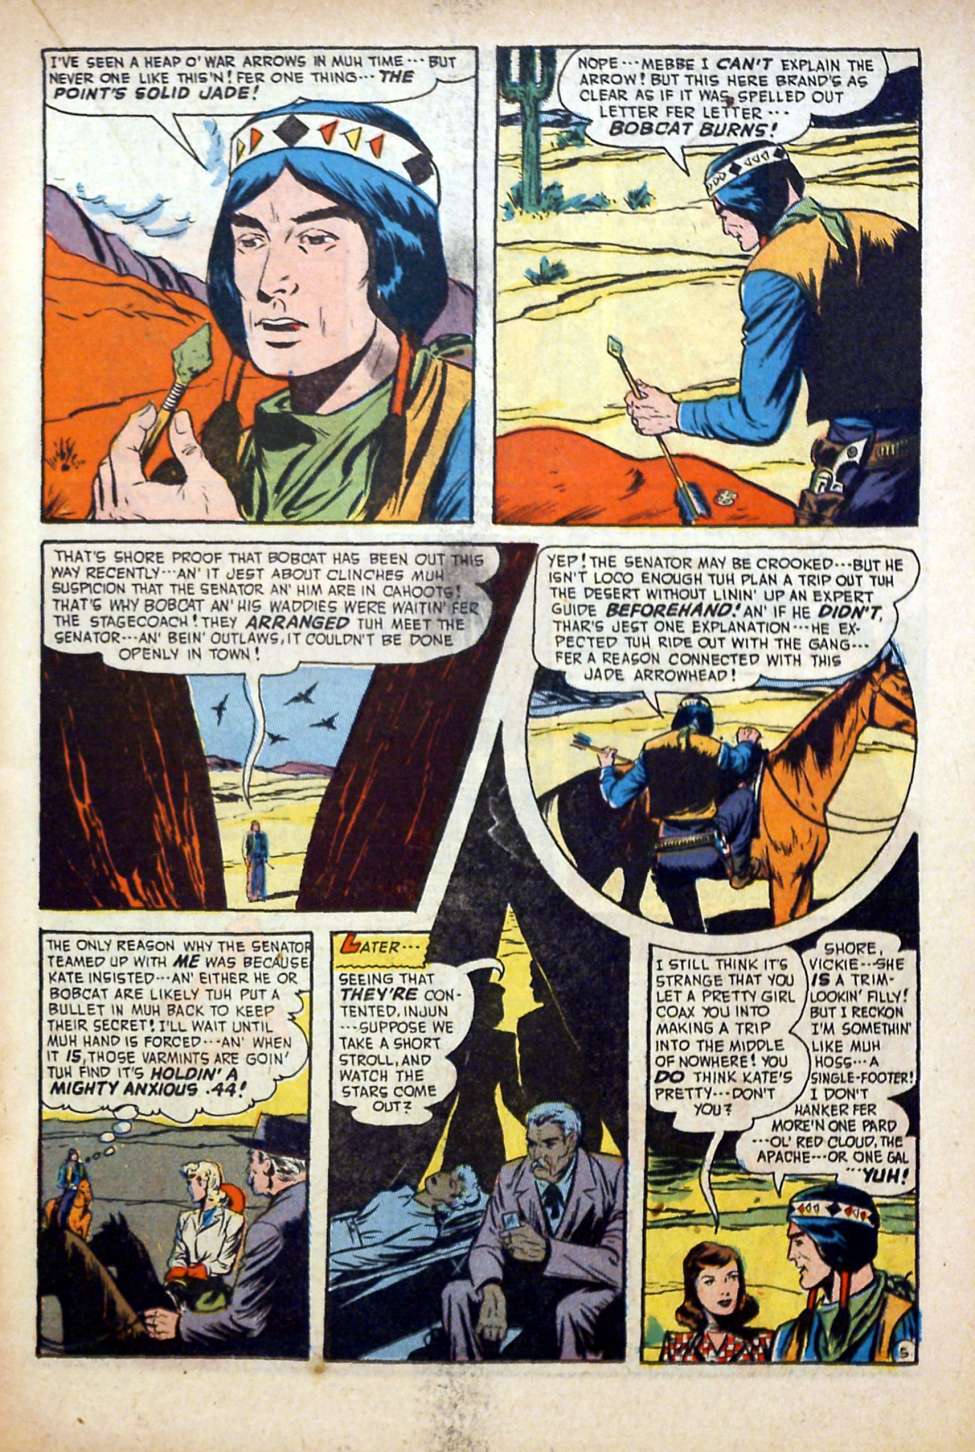 I'VE SEEN A HEAP O' WAR ARROWS IN MUH TIME---BUT
NEVER ONE LIKE THIS'N! FER ONE THING--- THE
POINT'S SOLID JADE!
NOPE---MEBBE I CAN'T EXPLAIN THE
ARROW! BUT THIS HERE BRAND'S AS
CLEAR AS IF IT WAS SPELLED OUT
LETTER FER LETTER ---
BOBCAT BURNS!
THAT'S SHORE PROOF THAT BOBCAT HAS BEEN OUT THIS
WAY RECENTLY---AN' IT JEST ABOUT CLINCHES MUH
SUSPICION THAT THE SENATOR AN' HIM ARE IN CAHOOTS!
THAT'S WHY BOBCAT AN' HIS WADDIES WERE WAITIN' FER
THE STAGECOACH! THEY ARRANGED TUH MEET THE
SENATOR---AN' BEIN' OUTLAWS, IT COULDN'T BE DONE
OPENLY IN TOWN!
YEP! THE SENATOR MAY BE CROOKED---BUT HE
ISN'T LOCO ENOUGH TUH PLAN A TRIP OUT TUH
THE DESERT WITHOUT LININ' UP AN EXPERT
GUIDE BEFOREHAND! AN' IF HE DIDN'T,
THAR'S JEST ONE EXPLANATION---HE EX-
PECTED TUH RIDE OUT WITH THE GANG---
FER A REASON CONNECTED WITH THIS
JADE ARROWHEAD!
THE ONLY REASON WHY THE SENATOR
TEAMED UP WITH ME WAS BECAUSE
KATE INSISTED---AN' EITHER HE OR
BOBCAT ARE LIKELY TUH PUT A
BULLET IN MUH BACK TO KEEP
THEIR SECRET! I'LL WAIT UNTIL
MUH HAND IS FORCED---AN' WHEN
IT IS, THOSE VARMINTS ARE GOIN'
TUH FIND IT'S HOLDIN' A
MIGHTY ANXIOUS .44!
LATER---
SEEING THAT
THEY'RE CON-
TENTED, INJUN
---SUPPOSE WE
TAKE A SHORT
STROLL, AND
WATCH THE
STARS COME
OUT?
I STILL THINK IT'S
STRANGE THAT YOU
LET A PRETTY GIRL
COAX YOU INTO
MAKING A TRIP
INTO THE MIDDLE
OF NOWHERE! YOU
DO THINK KATE'S
PRETTY---DON'T
YOU?
SHORE,
VICKIE---SHE
IS A TRIM-
LOOKIN' FILLY!
BUT I RECKON
I'M SOMETHIN'
LIKE MUH
HOSS---A
SINGLE-FOOTER!
I DON'T
HANKER FER
MORE'N ONE PARD
---OL' RED CLOUD, THE
APACHE---OR ONE GAL
---YUH!
5